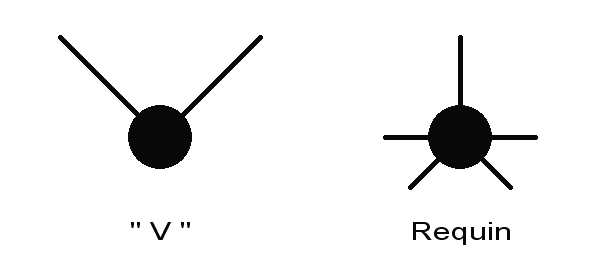 " V "
Requin